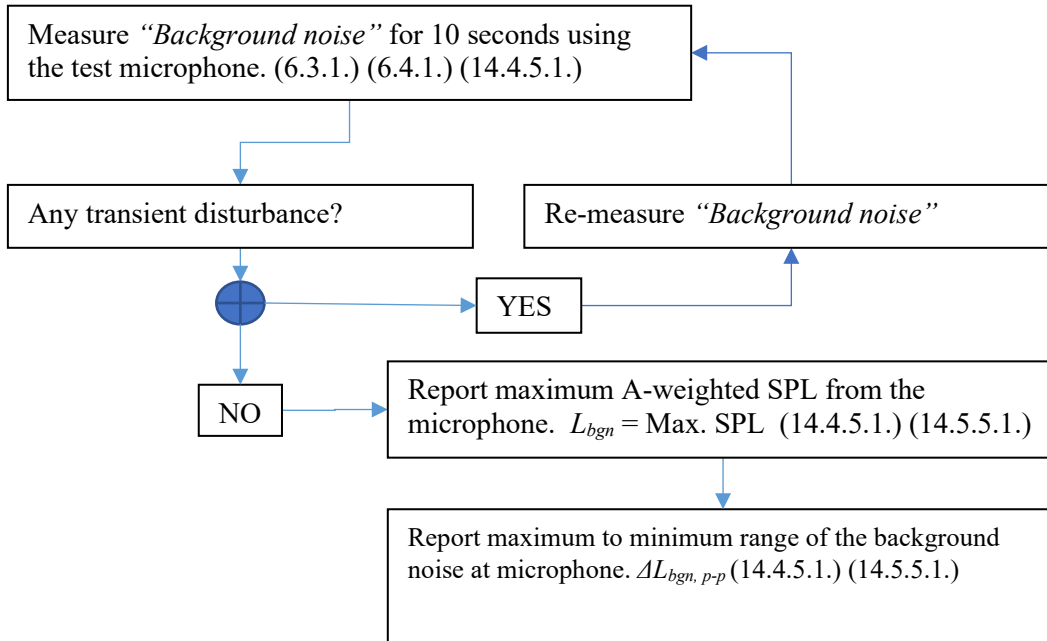 Measure “Background noise” for 10 seconds using
the test microphone. (6.3.1.) (6.4.1.) (14.4.5.1.)
Any transient disturbance?
Re-measure “Background noise”
YES
NO
Report maximum A-weighted SPL from the
microphone. Lbgn = Max. SPL (14.4.5.1.) (14.5.5.1.)
Report maximum to minimum range of the background
noise at microphone. ΔLbgn, p-p (14.4.5.1.) (14.5.5.1.)